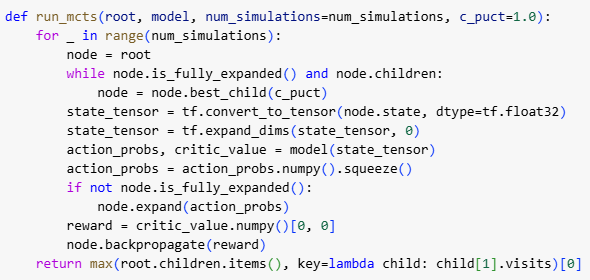 def run_mcts(root, model, num_simulations=num_simulations, c_puct=1.0):
    for _ in range(num_simulations):
        node = root
        while node.is_fully_expanded() and node.children:
            node = node.best_child(c_puct)
        state_tensor = tf.convert_to_tensor(node.state, dtype=tf.float32)
        state_tensor = tf.expand_dims(state_tensor, 0)
        action_probs, critic_value = model(state_tensor)
        action_probs = action_probs.numpy().squeeze()
        if not node.is_fully_expanded():
            node.expand(action_probs)
        reward = critic_value.numpy()[0, 0]
        node.backpropagate(reward)
    return max(root.children.items(), key=lambda child: child[1].visits)[0]